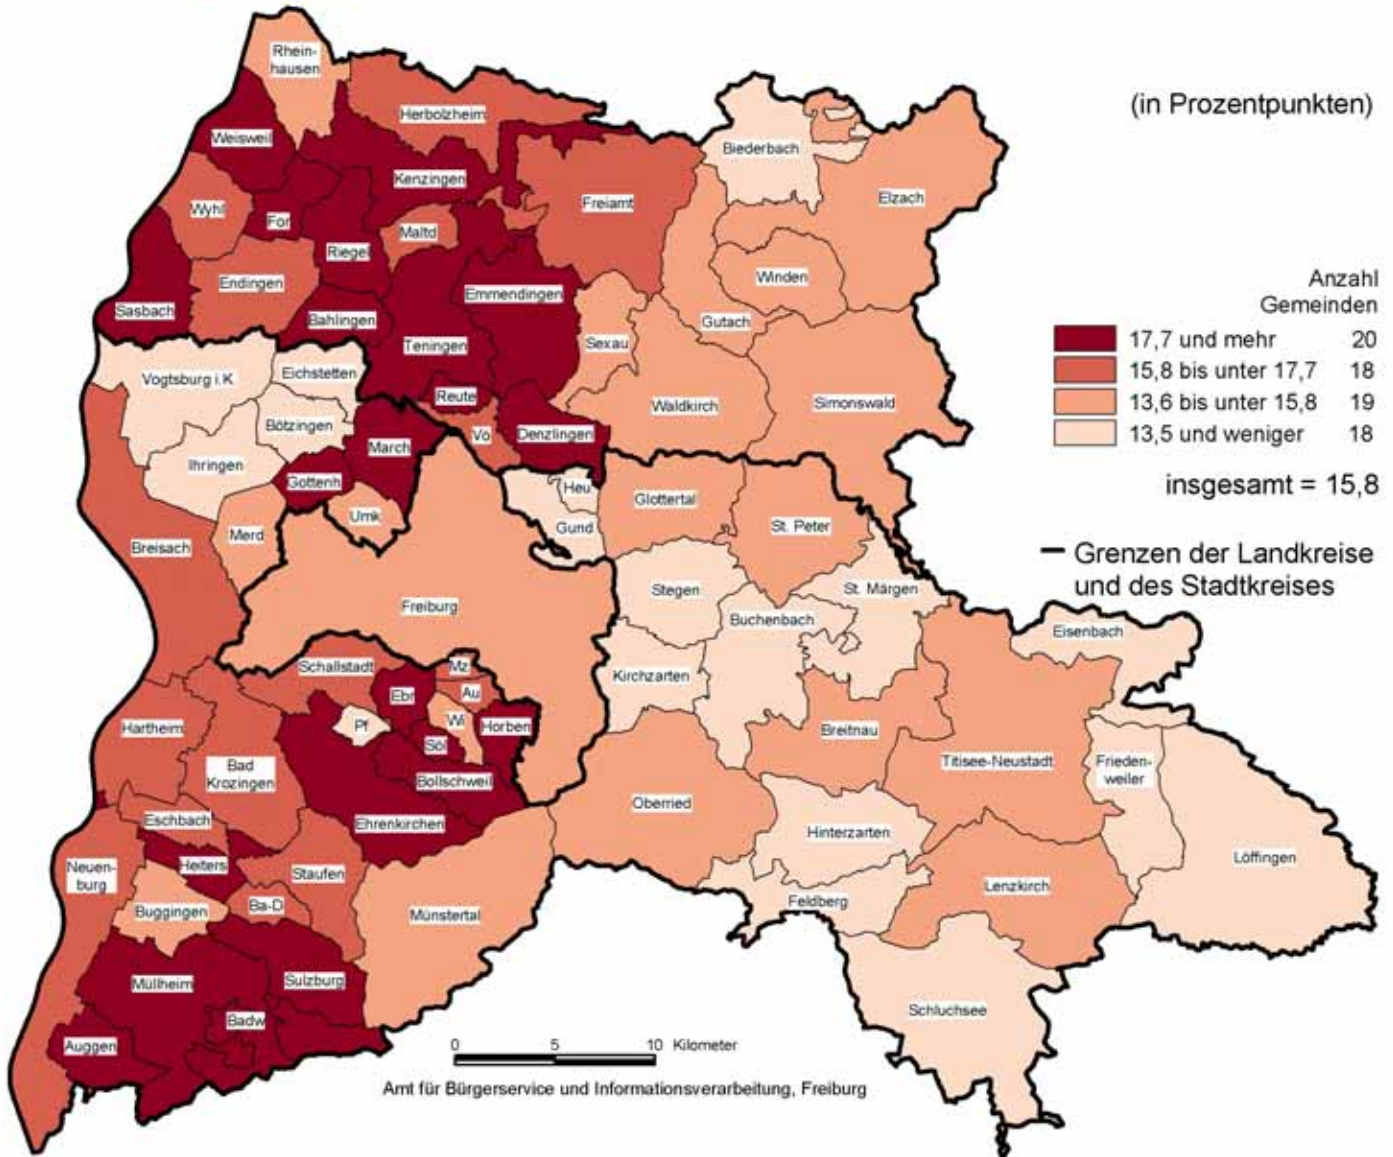 Rhein-
hausen
(in Prozentpunkten)
Herbolzheim
Weisweil
Biederbach
Kenzingen
Elzach
Freiamt
Wyhl
For
Maltd
Riegel
Winden
Endingen
Emmendingen
Sasbach
Bahlingen
Gutach
Teningen
Sexau
Anzahl
Gemeinden
17,7 und mehr 20
15,8 bis unter 17,7 18
13,6 bis unter 15,8 19
13,5 und weniger 18
insgesamt = 15,8
Grenzen der Landkreise
und des Stadtkreises
Vogtsburg i.K.
Eichstetten
Reute
Waldkirch
Simonswald
Bötzingen
Vo
Denzlingen
March
Ihringen
Gottenh
Heu
Glottertal
Umk
Gund
St. Peter
Merd
Breisach
Stegen
St. Märgen
Freiburg
Buchenbach
Eisenbach
Schallstadt
Mz
Kirchzarten
Ebr
Au
Hartheim
Pf
Wi
Horben
Breitnau
Söl
Bad
Krozingen
Bollschweil
Titisee-Neustadt
Frieden-
weiler
Oberried
Eschbach
Ehrenkirchen
Hinterzarten
Löffingen
Neuen-
burg
Heiters
Staufen
Lenzkirch
Buggingen
Ba-D
Münstertal
Feldberg
Müllheim
Sulzburg
Schluchsee
Badw
Auggen
0 5 10 Kilometer
Amt für Bürgerservice und Informationsverarbeitung, Freiburg